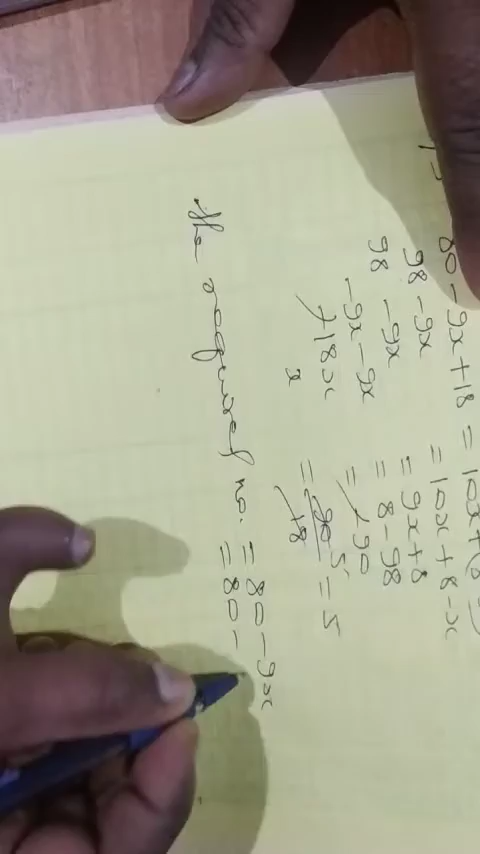 80 - 9x + 18 = 10x + (8 -
98 - 9x = 10x + 8 - x
98 - 9x = 9x + 8
-9x - 9x = 8 - 98
-18x = -90
x = -90/-18 = 5
The required no. = 80 - 9x
= 80 -